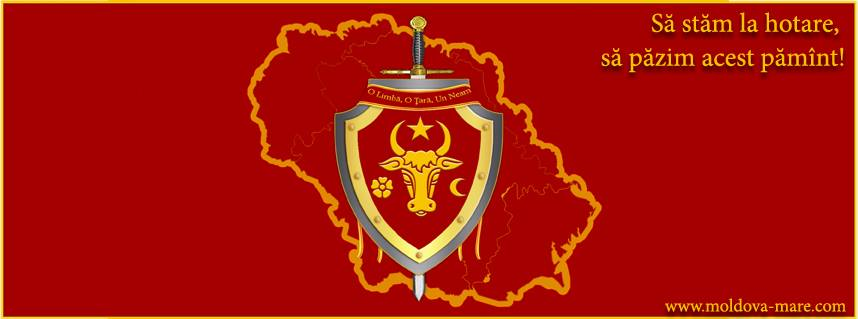 Să stăm la hotare,
să păzim acest pămînt!
O Limbă, O Țară, Un Neam
www.moldova-mare.com